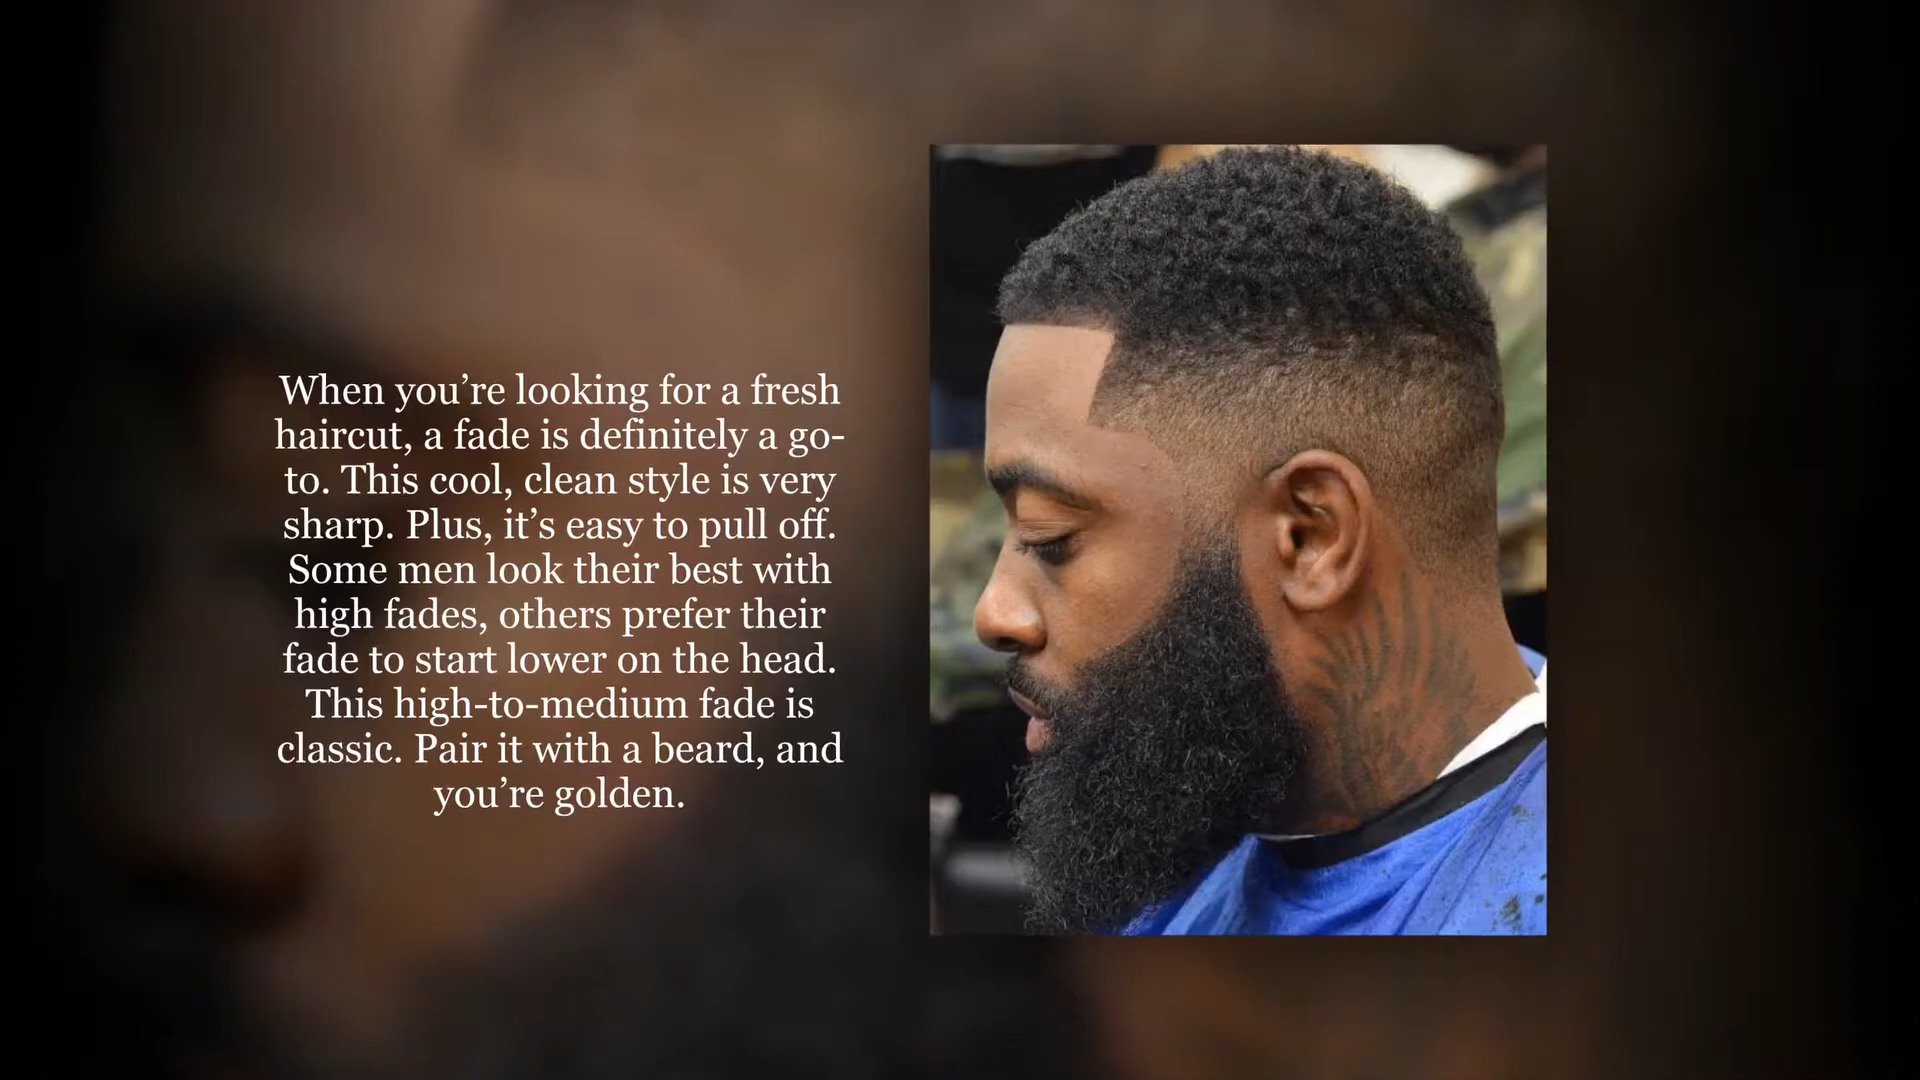 When you’re looking for a fresh
haircut, a fade is definitely a go-
to. This cool, clean style is very
sharp. Plus, it’s easy to pull off.
Some men look their best with
high fades, others prefer their
fade to start lower on the head.
This high-to-medium fade is
classic. Pair it with a beard, and
you’re golden.